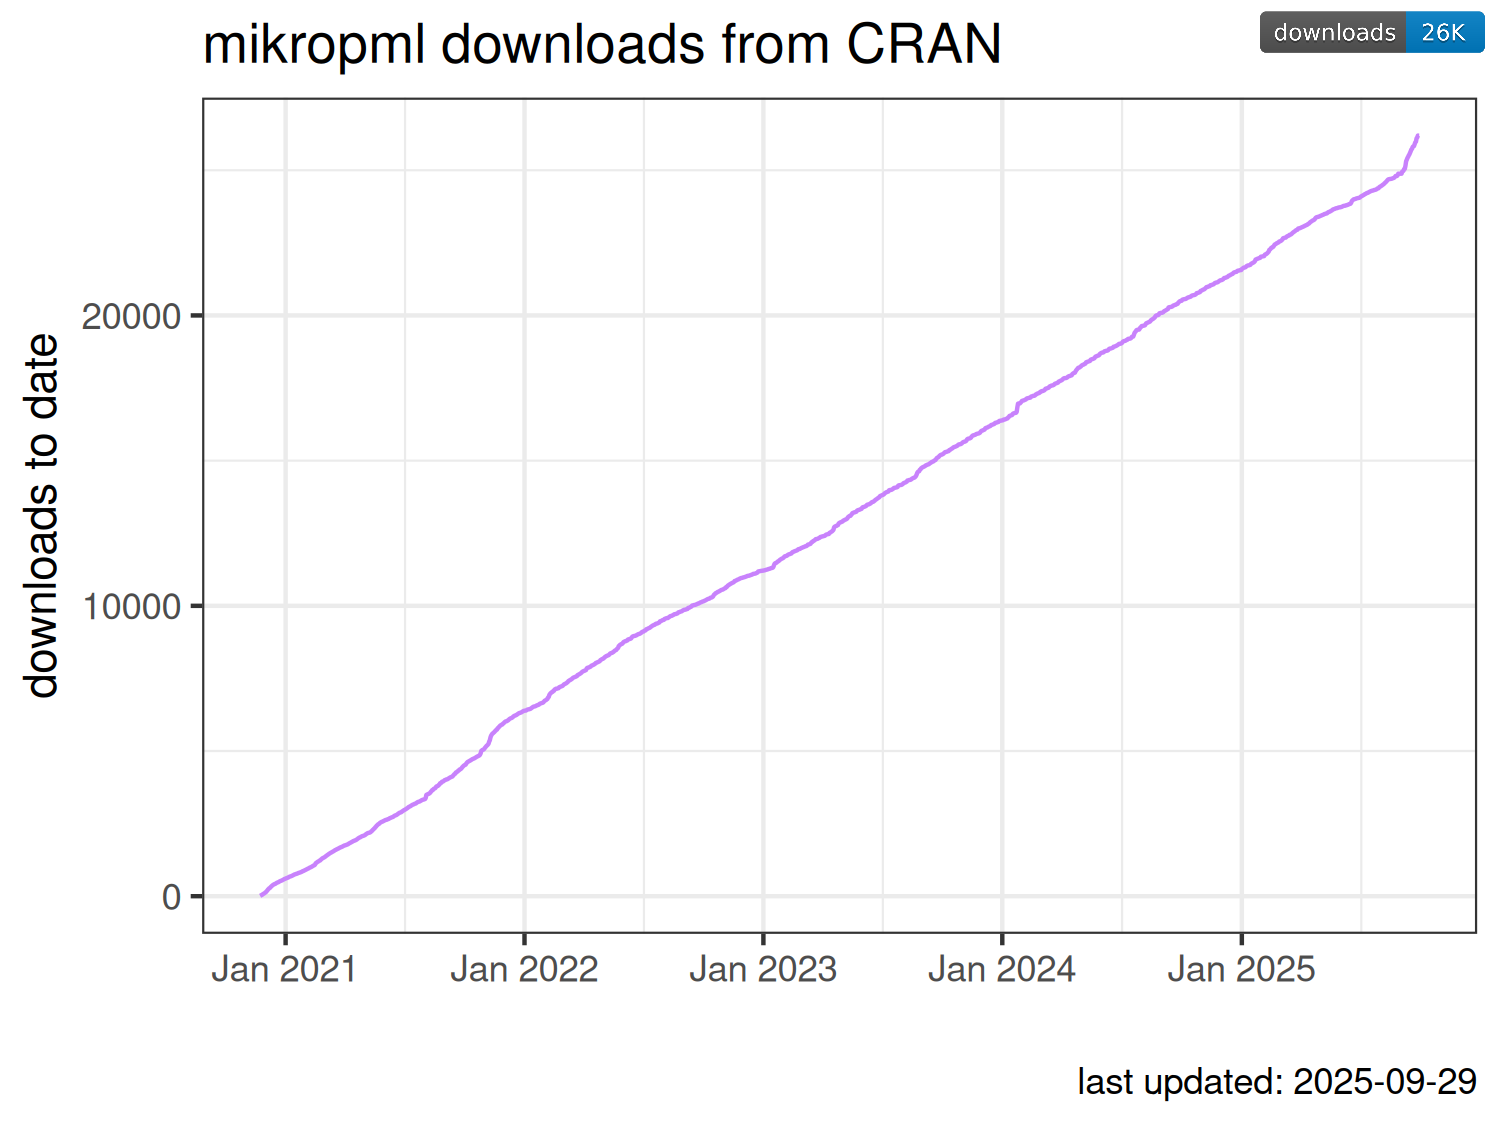 mikropml downloads from CRAN
downloads 26K
downloads to date
20000
10000
0
Jan 2021 Jan 2022 Jan 2023 Jan 2024 Jan 2025
last updated: 2025-09-29